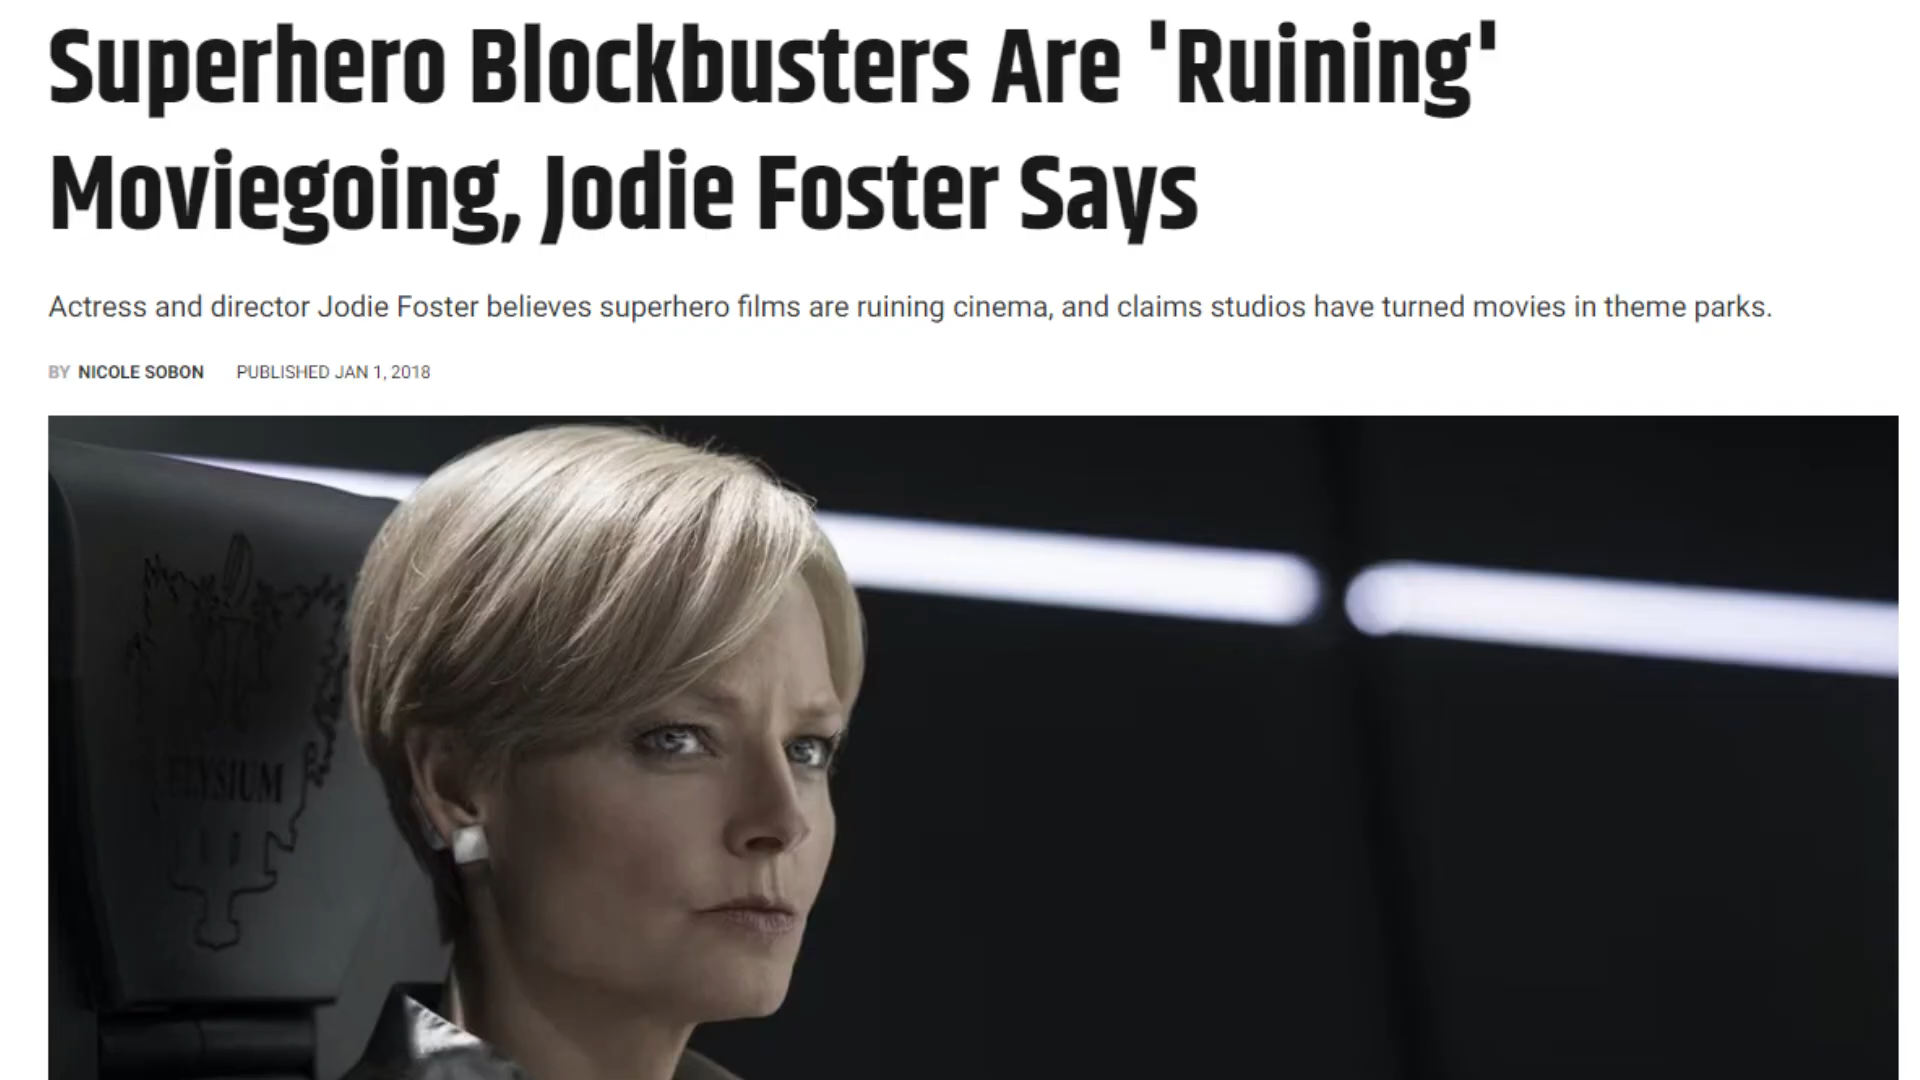 Superhero Blockbusters Are 'Ruining'
Moviegoing, Jodie Foster Says
Actress and director Jodie Foster believes superhero films are ruining cinema, and claims studios have turned movies in theme parks.
BY NICOLE SOBON PUBLISHED JAN 1, 2018
ELYSIUM